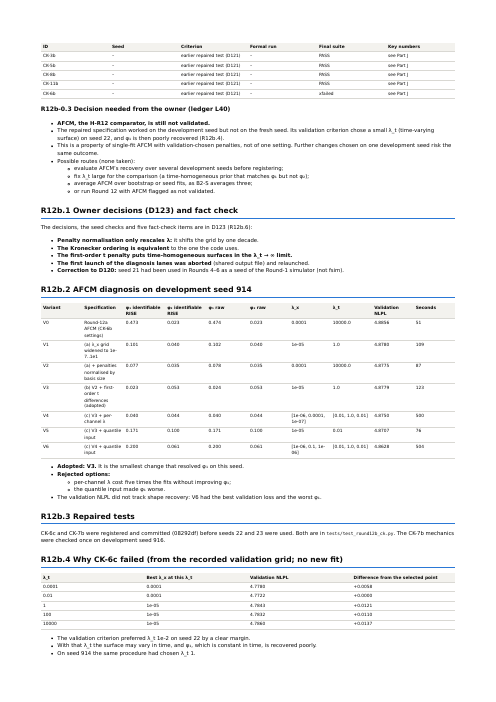 ID Seed Criterion Formal run Final suite Key numbers
CK-3b – earlier repaired test (D121) – PASS see Part J
CK-5b – earlier repaired test (D121) – PASS see Part J
CK-8b – earlier repaired test (D121) – PASS see Part J
CK-11b – earlier repaired test (D121) – PASS see Part J
CK-6b – earlier repaired test (D121) – xfailed see Part J
R12b-0.3 Decision needed from the owner (ledger L40)
• AFCM, the H-R12 comparator, is still not validated.
• The repaired specification worked on the development seed but not on the fresh seed. Its validation criterion chose a small λ_t (time-varying
surface) on seed 22, and φ₁ is then poorly recovered (R12b.4).
• This is a property of single-fit AFCM with validation-chosen penalties, not of one setting. Further changes chosen on one development seed risk the
same outcome.
• Possible routes (none taken):
◦ evaluate AFCM's recovery over several development seeds before registering;
◦ fix λ_t large for the comparison (a time-homogeneous prior that matches φ₁ but not φ₂);
◦ average AFCM over bootstrap or seed fits, as B2-S averages three;
◦ or run Round 12 with AFCM flagged as not validated.
R12b.1 Owner decisions (D123) and fact check
The decisions, the seed checks and five fact-check items are in D123 (R12b.6):
• Penalty normalisation only rescales λ: it shifts the grid by one decade.
• The Kronecker ordering is equivalent to the one the code uses.
• The first-order t penalty puts time-homogeneous surfaces in the λ_t → ∞ limit.
• The first launch of the diagnosis lanes was aborted (shared output file) and relaunched.
• Correction to D120: seed 21 had been used in Rounds 4–6 as a seed of the Round-1 simulator (not fsim).
R12b.2 AFCM diagnosis on development seed 914
Variant Specification φ₁ identifiable RISE φ₂ identifiable RISE φ₁ raw φ₂ raw λ_x λ_t Validation NLPL Seconds
V0 Round-12a AFCM (CK-6b settings) 0.473 0.023 0.474 0.023 0.0001 10000.0 4.8856 51
V1 (a) λ_x grid widened to 1e-7..1e1 0.101 0.040 0.102 0.040 1e-05 1.0 4.8780 109
V2 (a) + penalties normalised by basis size 0.077 0.035 0.078 0.035 0.0001 10000.0 4.8775 87
V3 (b) V2 + first-order t differences (adopted) 0.023 0.053 0.024 0.053 1e-05 1.0 4.8779 123
V4 (c) V3 + per-channel λ 0.040 0.044 0.040 0.044 [1e-06, 0.0001, 1e-07] [0.01, 1.0, 0.01] 4.8750 500
V5 (c) V3 + quantile input 0.171 0.100 0.171 0.100 1e-05 0.01 4.8707 76
V6 (c) V4 + quantile input 0.200 0.061 0.200 0.061 [1e-06, 0.1, 1e-06] [0.01, 1.0, 0.01] 4.8628 504
• Adopted: V3. It is the smallest change that resolved φ₁ on this seed.
• Rejected options:
◦ per-channel λ cost five times the fits without improving φ₁;
◦ the quantile input made φ₁ worse.
• The validation NLPL did not track shape recovery: V6 had the best validation loss and the worst φ₁.
R12b.3 Repaired tests
CK-6c and CK-7b were registered and committed (08292df) before seeds 22 and 23 were used. Both are in tests/test_round12b_ck.py. The CK-7b mechanics
were checked once on development seed 916.
R12b.4 Why CK-6c failed (from the recorded validation grid; no new fit)
λ_t Best λ_x at this λ_t Validation NLPL Difference from the selected point
0.0001 0.0001 4.7780 +0.0058
0.01 0.0001 4.7722 +0.0000
1 1e-05 4.7843 +0.0121
100 1e-05 4.7832 +0.0110
10000 1e-05 4.7860 +0.0137
• The validation criterion preferred λ_t 1e-2 on seed 22 by a clear margin.
• With that λ_t the surface may vary in time, and φ₁, which is constant in time, is recovered poorly.
• On seed 914 the same procedure had chosen λ_t 1.